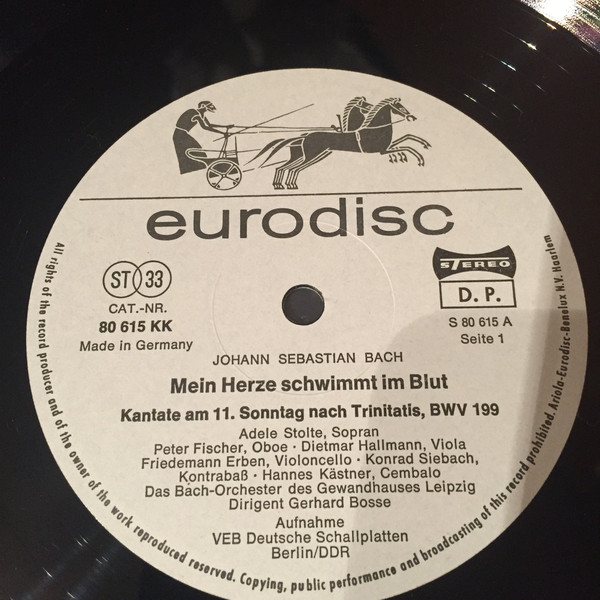 eurodisc
ST 33
CAT.-NR.
80 615 KK
Made in Germany
STEREO
D. P.
S 80 615 A
Seite 1
JOHANN SEBASTIAN BACH
Mein Herze schwimmt im Blut
Kantate am 11. Sonntag nach Trinitatis, BWV 199
Adele Stolte, Sopran
Peter Fischer, Oboe · Dietmar Hallmann, Viola
Friedemann Erben, Violoncello · Konrad Siebach,
Kontrabaß · Hannes Kästner, Cembalo
Das Bach-Orchester des Gewandhauses Leipzig
Dirigent Gerhard Bosse
Aufnahme
VEB Deutsche Schallplatten
Berlin/DDR
All rights of the record producer and of the owner of the work reproduced reserved. Copying, public performance and broadcasting of this record prohibited. Ariola-Eurodisc-Benelux N.V. Haarlem